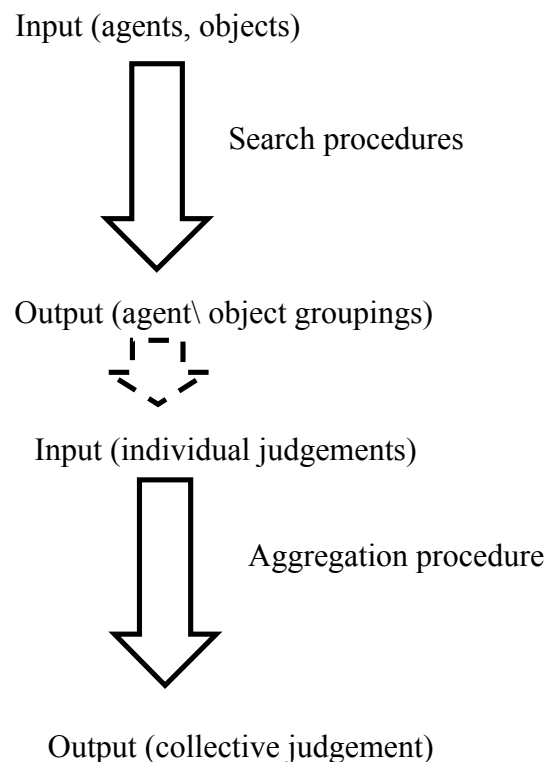 Input (agents, objects)
Search procedures
Output (agent\ object groupings)
Input (individual judgements)
Aggregation procedure
Output (collective judgement)